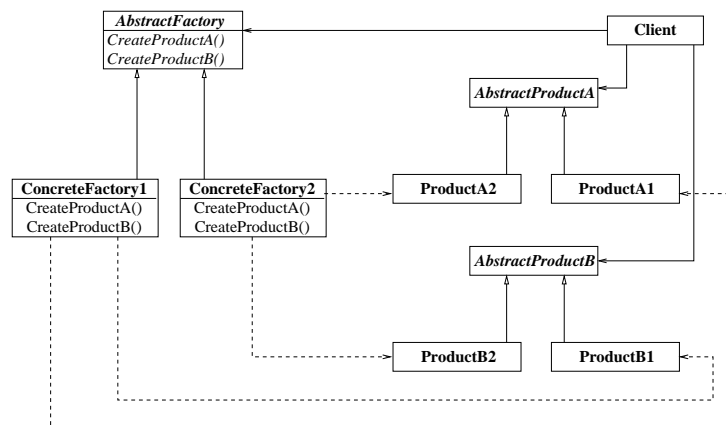 AbstractFactory
CreateProductA()
CreateProductB()
Client
AbstractProductA
ConcreteFactory1
CreateProductA()
CreateProductB()
ConcreteFactory2
CreateProductA()
CreateProductB()
ProductA2
ProductA1
AbstractProductB
ProductB2
ProductB1